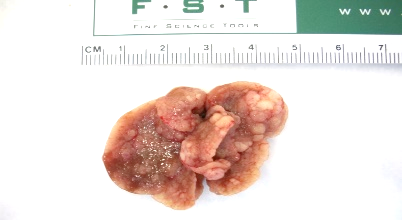 F·S·T
FINE SCIENCE TOOLS
W W W
CM 1 2 3 4 5 6 7